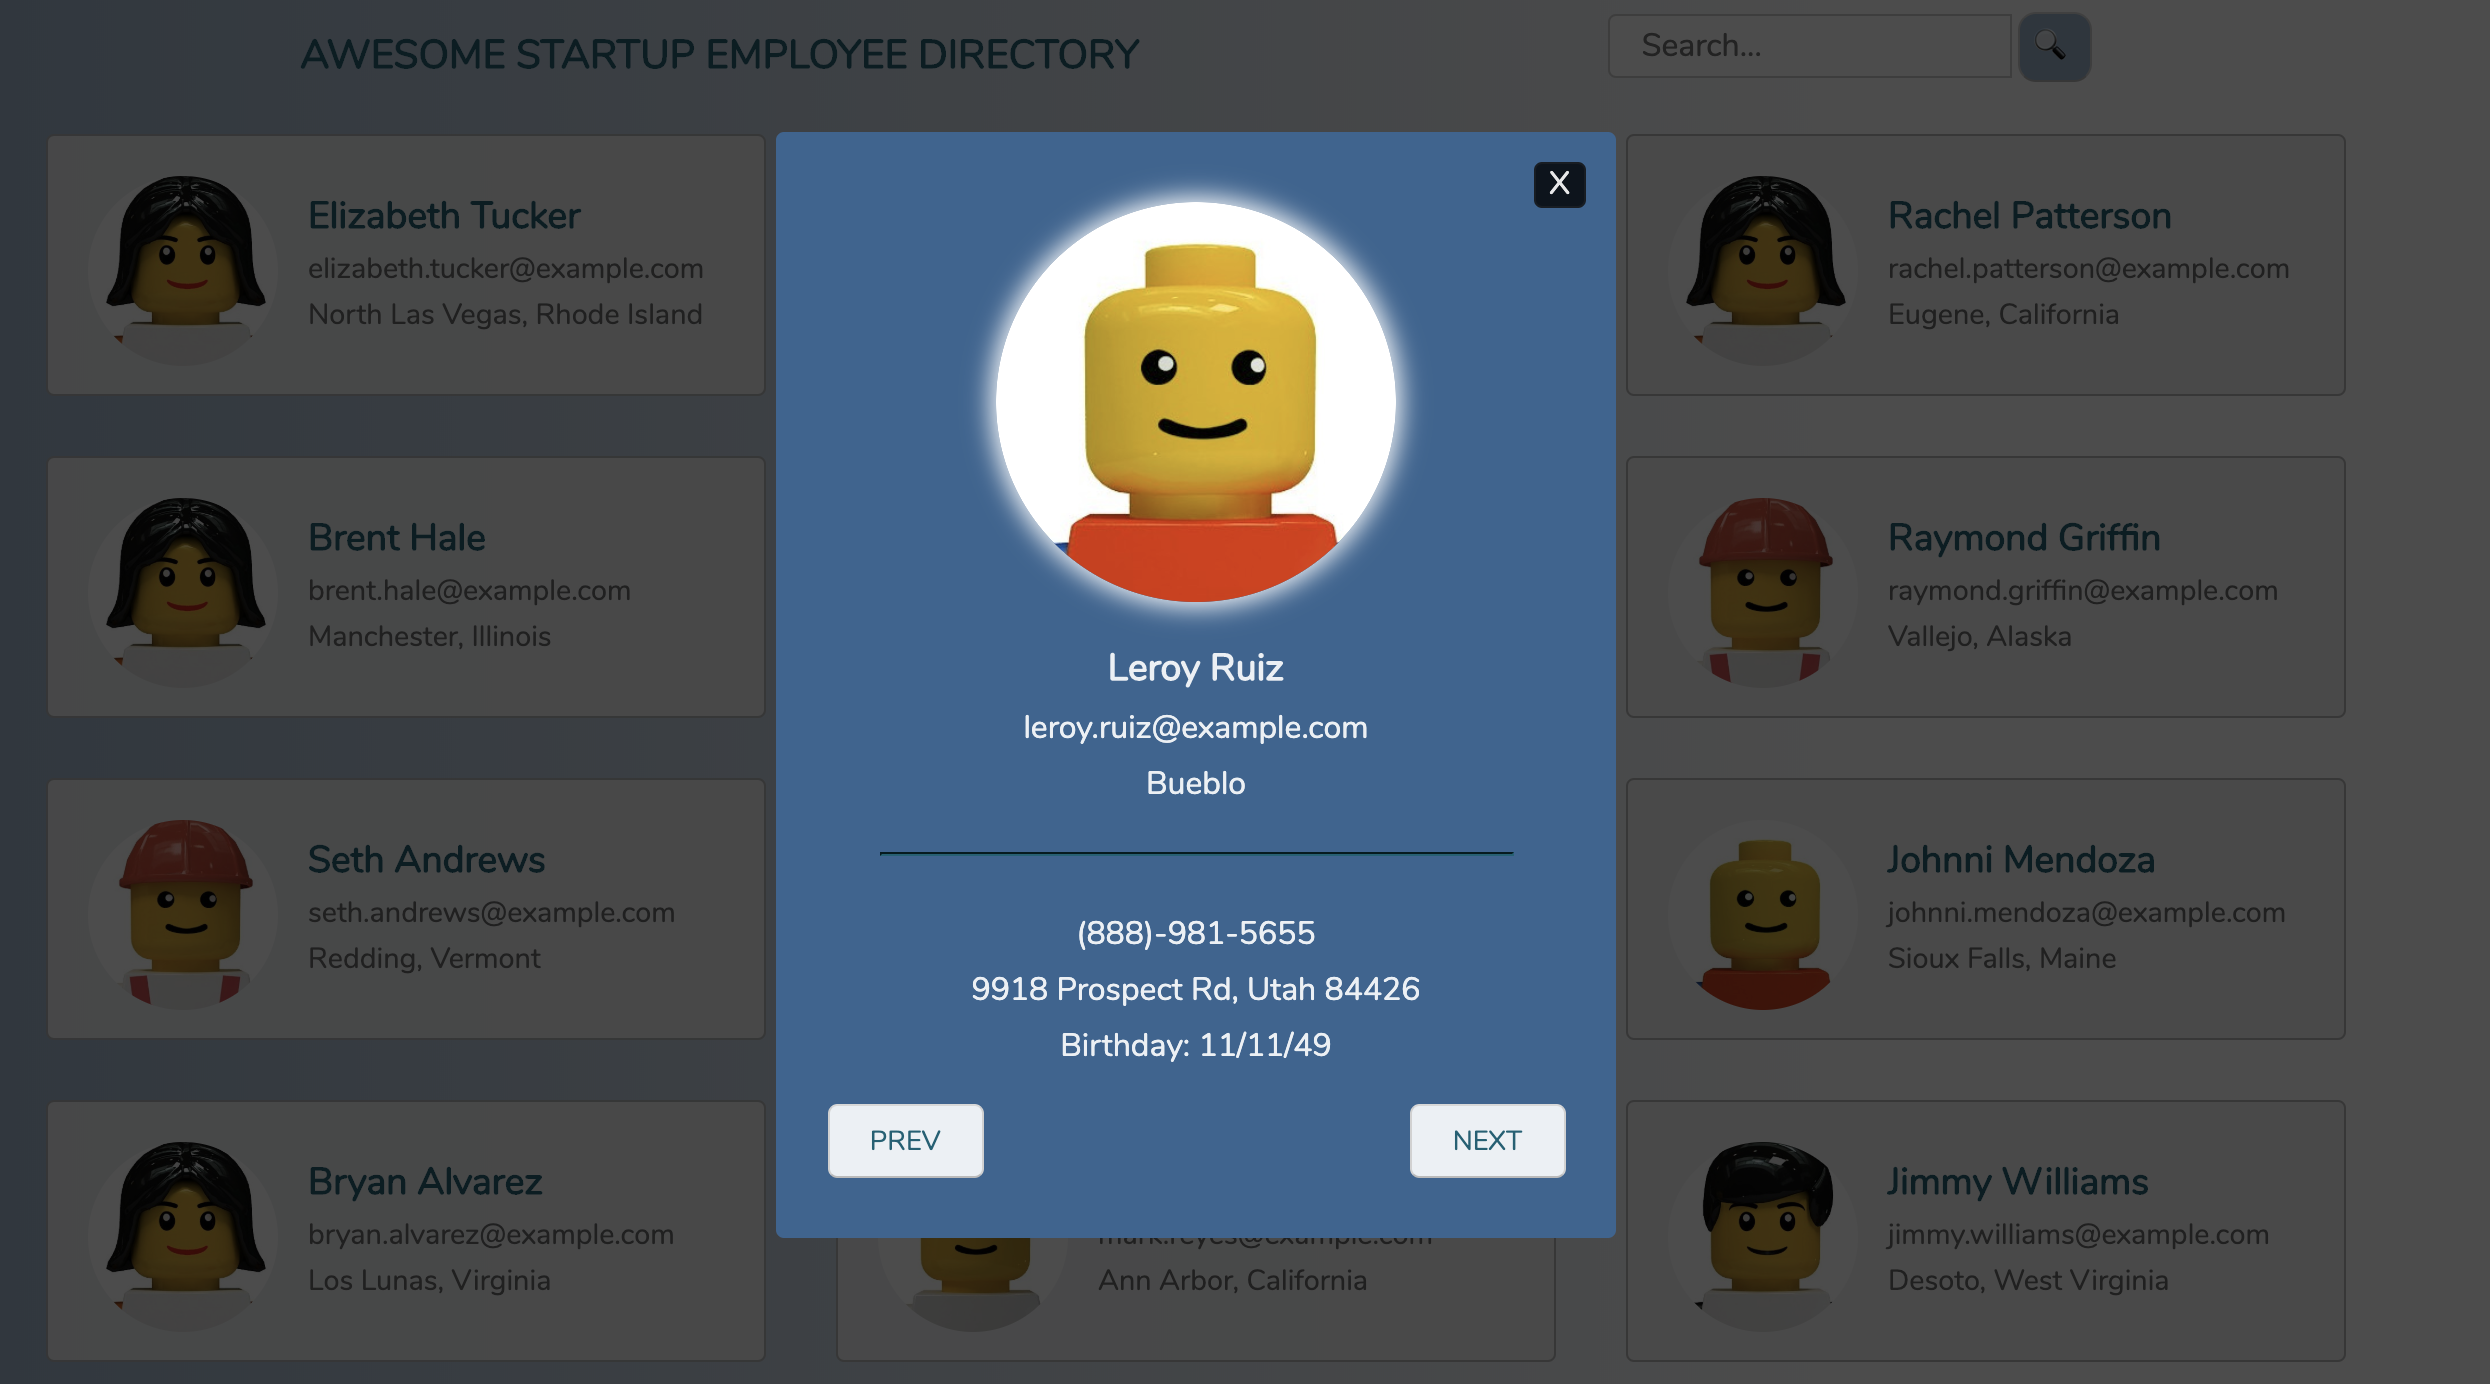 AWESOME STARTUP EMPLOYEE DIRECTORY
Search...
X
Elizabeth Tucker
elizabeth.tucker@example.com
North Las Vegas, Rhode Island
Rachel Patterson
rachel.patterson@example.com
Eugene, California
Brent Hale
brent.hale@example.com
Manchester, Illinois
Raymond Griffin
raymond.griffin@example.com
Vallejo, Alaska
Leroy Ruiz
leroy.ruiz@example.com
Bueblo
Seth Andrews
seth.andrews@example.com
Redding, Vermont
Johnni Mendoza
johnni.mendoza@example.com
Sioux Falls, Maine
(888)-981-5655
9918 Prospect Rd, Utah 84426
Birthday: 11/11/49
PREV
NEXT
Bryan Alvarez
bryan.alvarez@example.com
Los Lunas, Virginia
mark.reyes@example.com
Ann Arbor, California
Jimmy Williams
jimmy.williams@example.com
Desoto, West Virginia